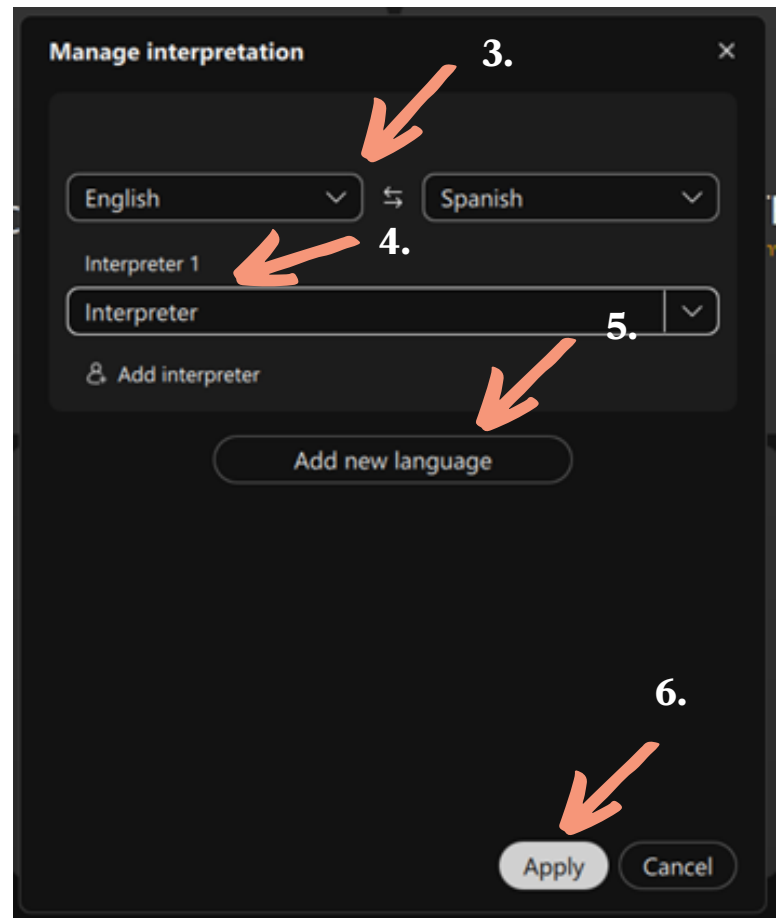 Manage interpretation
3.
English
Spanish
4.
Interpreter 1
Interpreter
5.
Add interpreter
Add new language
6.
Apply
Cancel